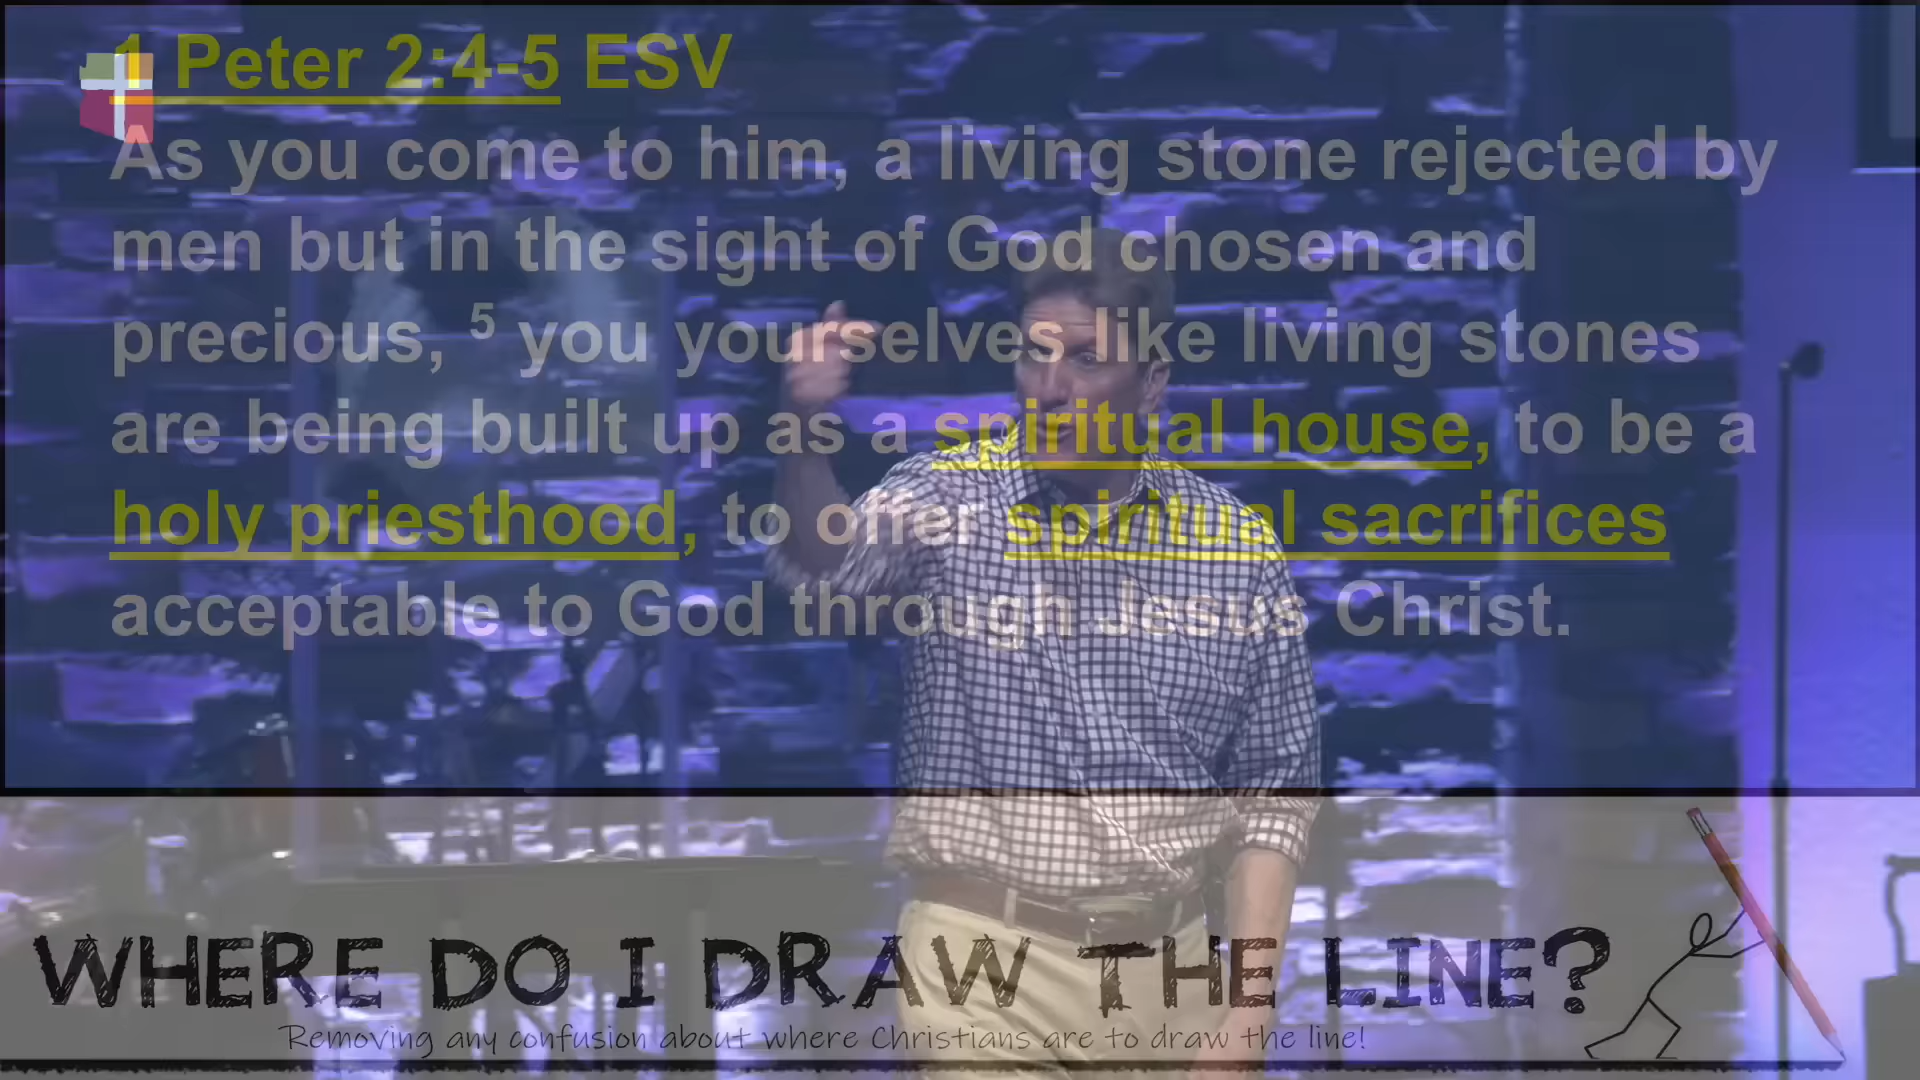 1 Peter 2:4-5 ESV
As you come to him, a living stone rejected by
men but in the sight of God chosen and
precious, ⁵ you yourselves like living stones
are being built up as a spiritual house, to be a
holy priesthood, to offer spiritual sacrifices
acceptable to God through Jesus Christ.
WHERE DO I DRAW THE LINE?
Removing any confusion about where Christians are to draw the line!